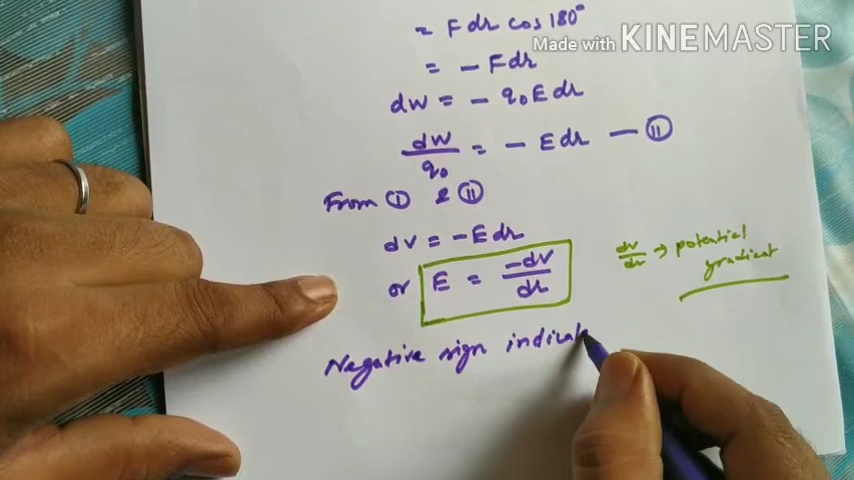 = F dr cos 180°
Made with KINEMASTER
= - Fdr
dW = - q₀ E dr
dW/q₀ = - E dr — II
From I & II
dv = - E dr
dv/dr → potential
gradient
or E = -dv/dr
Negative sign indicat